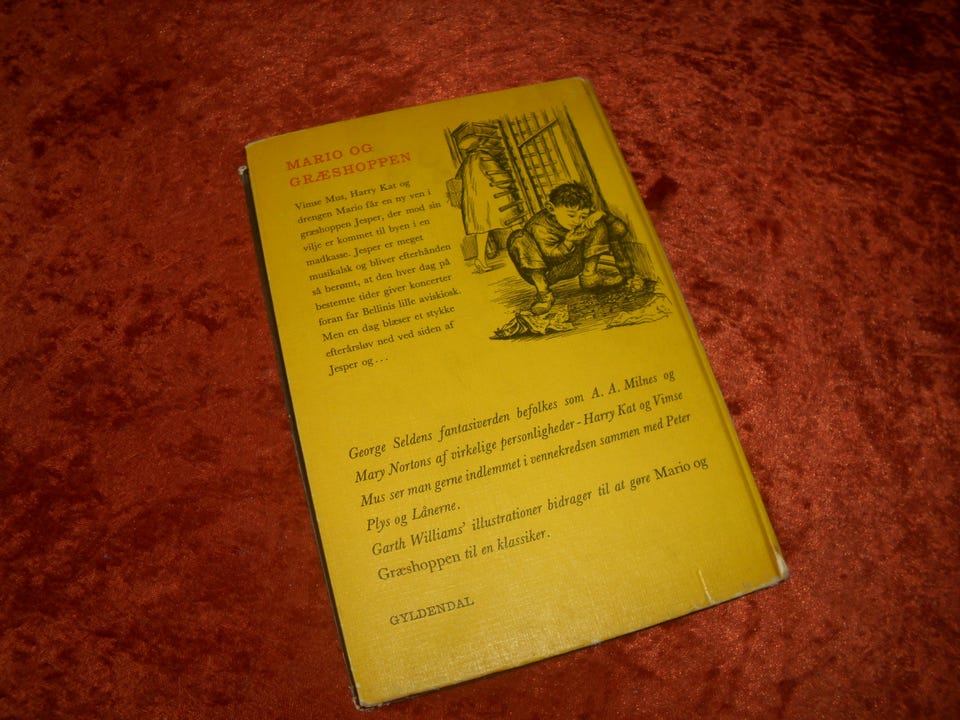 MARIO OG
GRÆSHOPPEN
Vimse Mus, Harry Kat og
drengen Mario får en ny ven i
græshoppen Jesper, der mod sin
vilje er kommet til byen i en
madkasse. Jesper er meget
musikalsk og bliver efterhånden
så berømt, at den hver dag på
bestemte tider giver koncerter
foran far Bellinis lille aviskiosk.
Men en dag blæser et stykke
efterårsløv ned ved siden af
Jesper og...
George Seldens fantasiverden befolkes som A. A. Milnes og
Mary Nortons af virkelige personligheder - Harry Kat og Vimse
Mus ser man gerne indlemmet i vennekredsen sammen med Peter
Plys og Lånerne.
Garth Williams' illustrationer bidrager til at gøre Mario og
Græshoppen til en klassiker.
GYLDENDAL